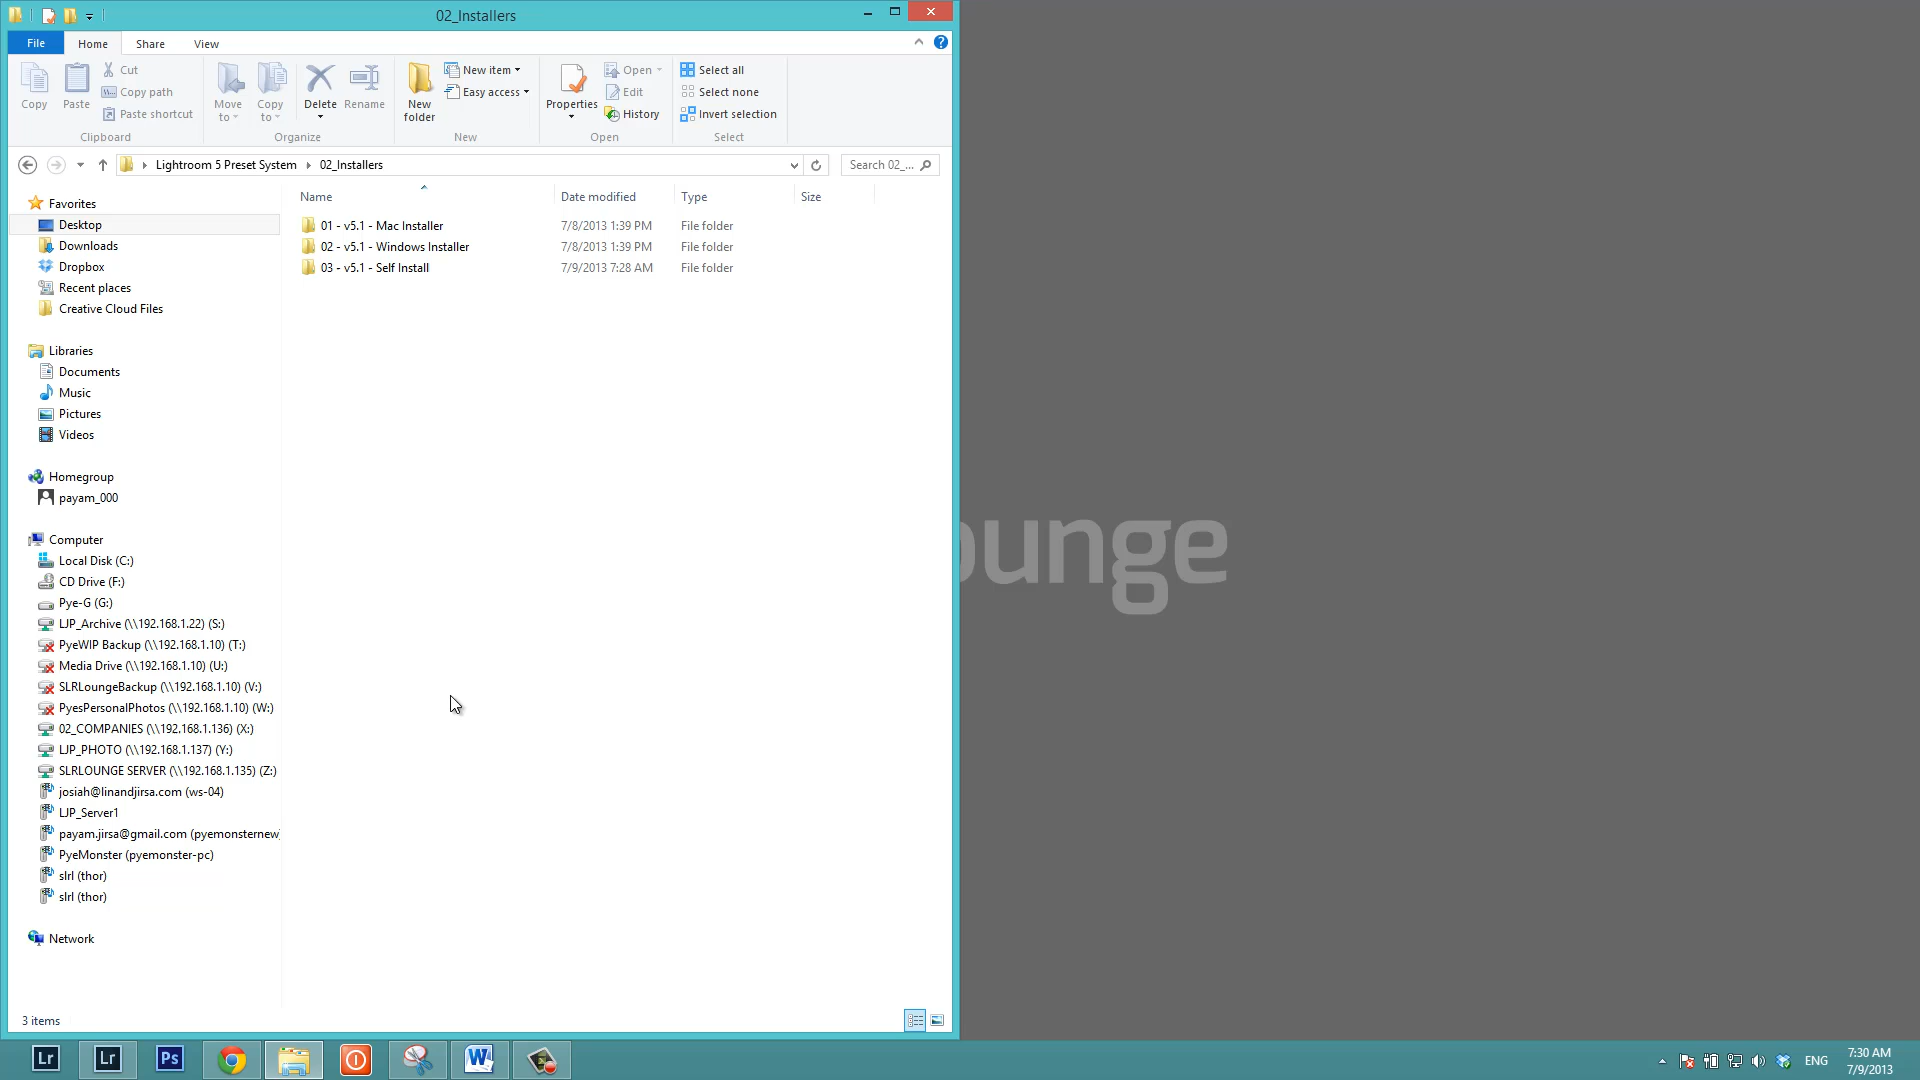 02_Installers
File Home Share View
Copy
Paste
Cut
Copy path
Paste shortcut
Clipboard
Move to
Copy to
Delete
Rename
Organize
New folder
New item
Easy access
New
Properties
Open
Edit
History
Open
Select all
Select none
Invert selection
Select
Lightroom 5 Preset System 02_Installers
Search 02_...
Name Date modified Type Size
01 - v5.1 - Mac Installer 7/8/2013 1:39 PM File folder
02 - v5.1 - Windows Installer 7/8/2013 1:39 PM File folder
03 - v5.1 - Self Install 7/9/2013 7:28 AM File folder
Favorites
Desktop
Downloads
Dropbox
Recent places
Creative Cloud Files
Libraries
Documents
Music
Pictures
Videos
Homegroup
payam_000
Computer
Local Disk (C:)
CD Drive (F:)
Pye-G (G:)
LJP_Archive (\\192.168.1.22) (S:)
PyeWIP Backup (\\192.168.1.10) (T:)
Media Drive (\\192.168.1.10) (U:)
SLRLoungeBackup (\\192.168.1.10) (V:)
PyesPersonalPhotos (\\192.168.1.10) (W:)
02_COMPANIES (\\192.168.1.136) (X:)
LJP_PHOTO (\\192.168.1.137) (Y:)
SLRLOUNGE SERVER (\\192.168.1.135) (Z:)
josiah@linandjirsa.com (ws-04)
LJP_Server1
payam.jirsa@gmail.com (pyemonsternew)
PyeMonster (pyemonster-pc)
slrl (thor)
slrl (thor)
Network
3 items
ounge
Lr Lr Ps W
ENG
7:30 AM
7/9/2013